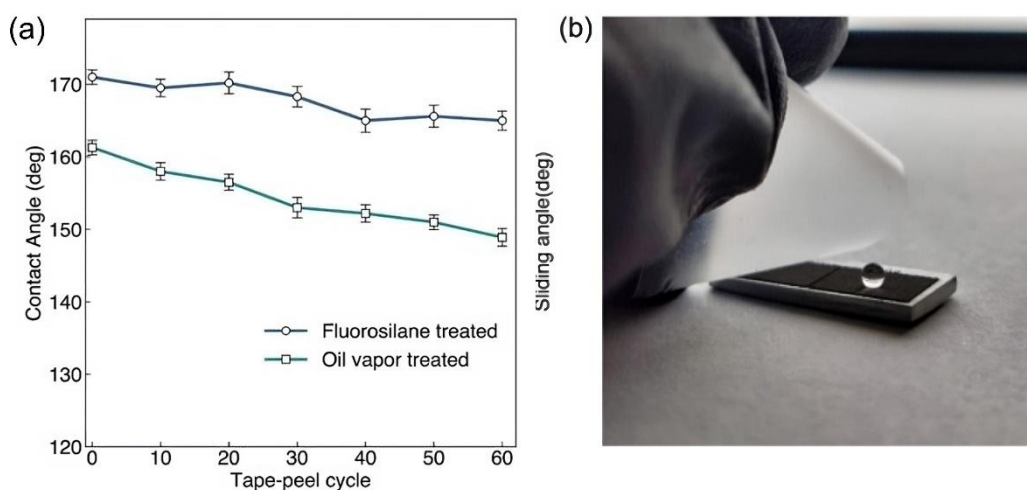 (a)
170
160
150
140
130
120
Contact Angle (deg)
Fluorosilane treated
Oil vapor treated
0 10 20 30 40 50 60
Tape-peel cycle
Sliding angle(deg)
(b)